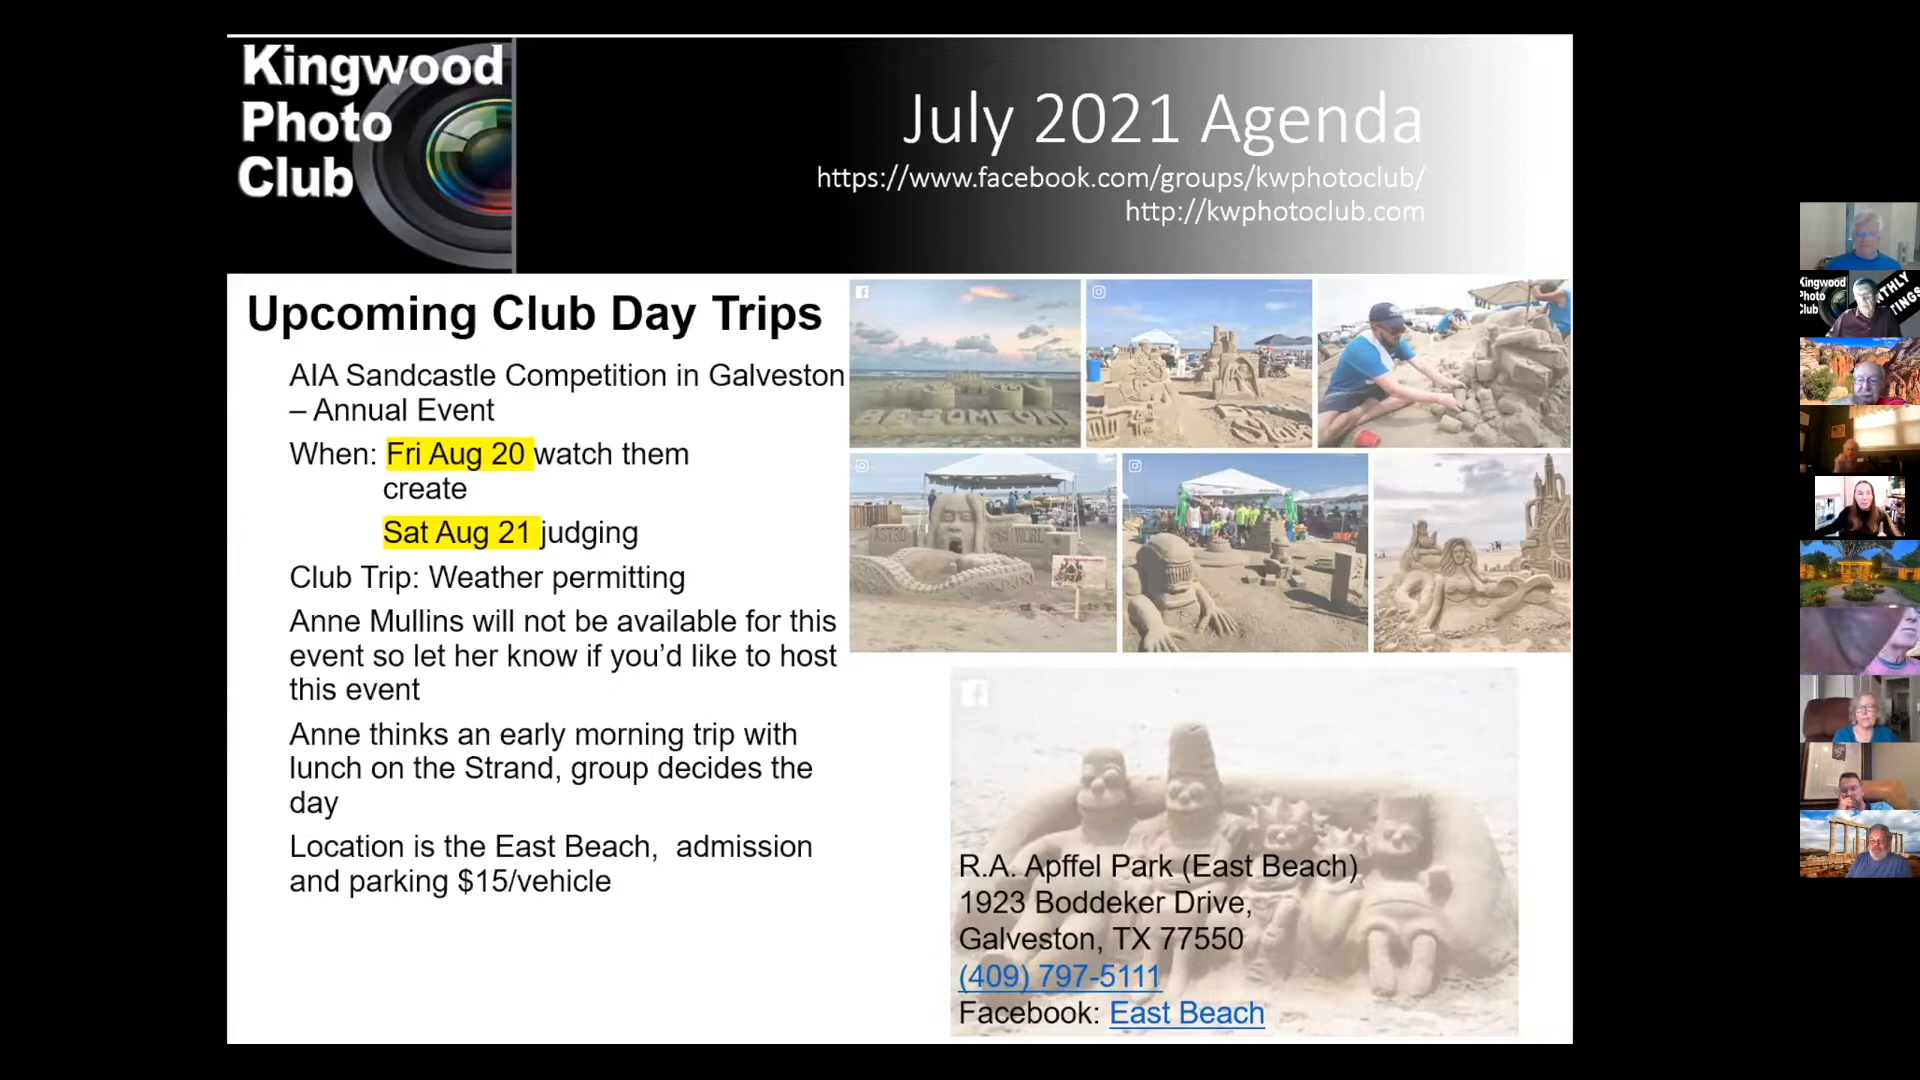 Kingwood
Photo
Club
July 2021 Agenda
https://www.facebook.com/groups/kwphotoclub/
http://kwphotoclub.com
Upcoming Club Day Trips
AIA Sandcastle Competition in Galveston
– Annual Event
When: Fri Aug 20 watch them
create
Sat Aug 21 judging
Club Trip: Weather permitting
Anne Mullins will not be available for this
event so let her know if you’d like to host
this event
Anne thinks an early morning trip with
lunch on the Strand, group decides the
day
Location is the East Beach, admission
and parking $15/vehicle
BE SOMEONE
R.A. Apffel Park (East Beach)
1923 Boddeker Drive,
Galveston, TX 77550
(409) 797-5111
Facebook: East Beach
Kingwood
Photo
Club